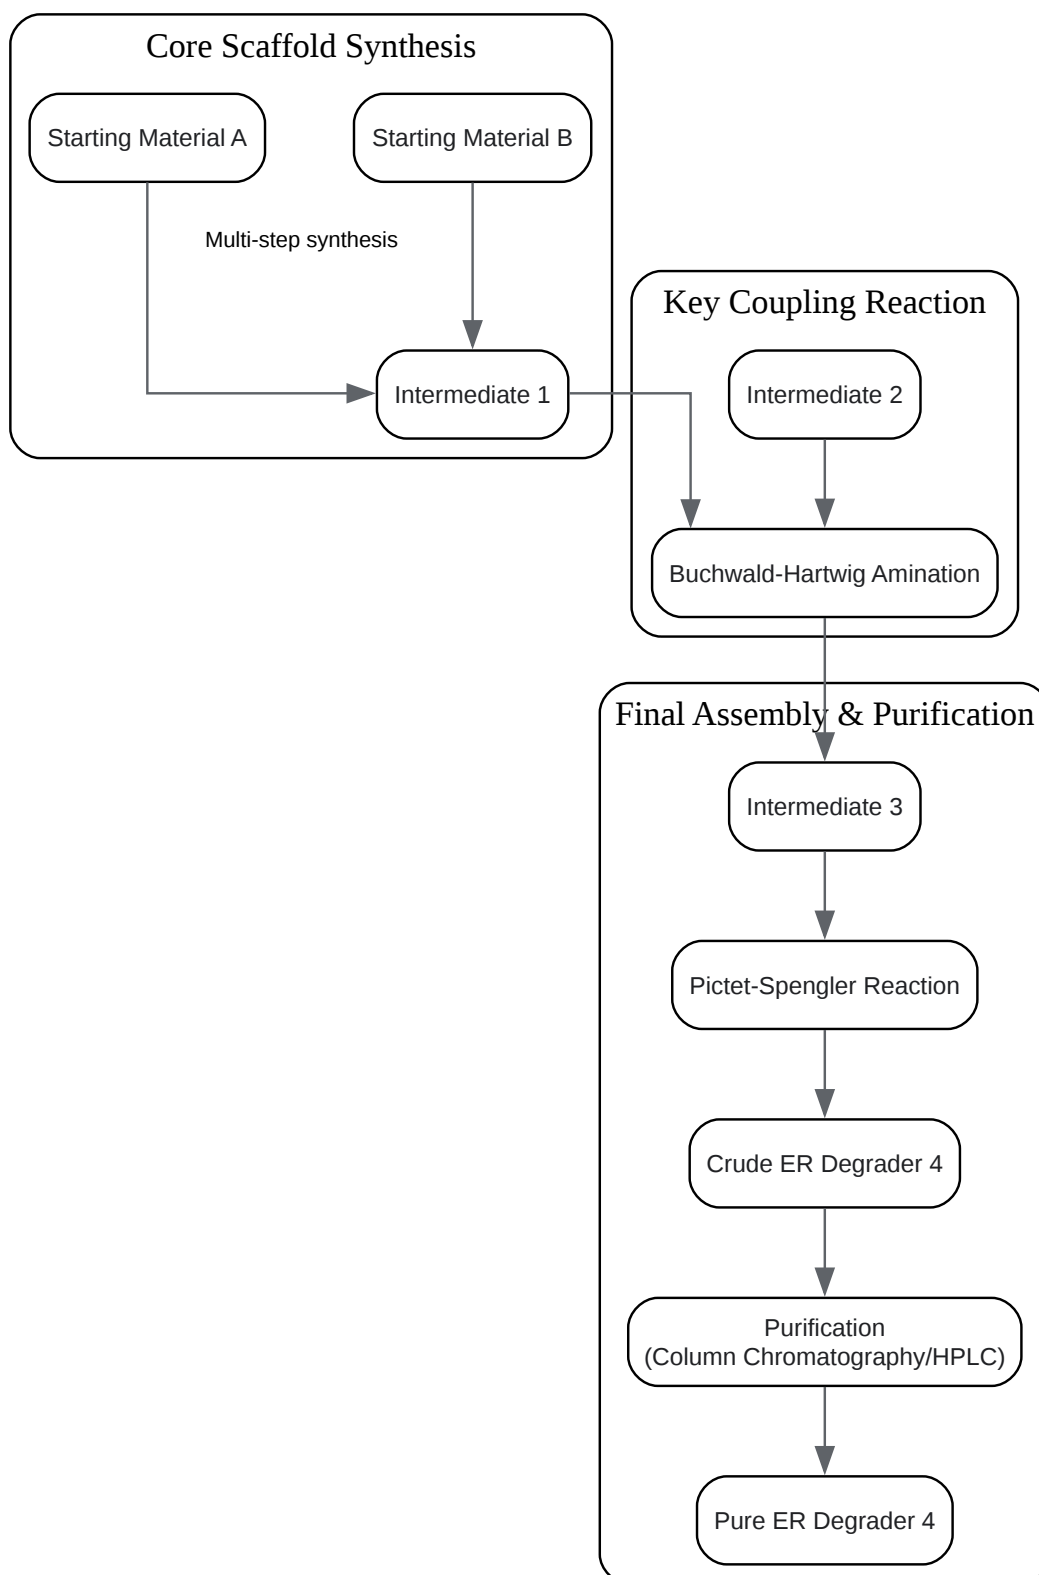 Core Scaffold Synthesis
Starting Material A
Starting Material B
Multi-step synthesis
Intermediate 1
Key Coupling Reaction
Intermediate 2
Buchwald-Hartwig Amination
Final Assembly & Purification
Intermediate 3
Pictet-Spengler Reaction
Crude ER Degrader 4
Purification
(Column Chromatography/HPLC)
Pure ER Degrader 4